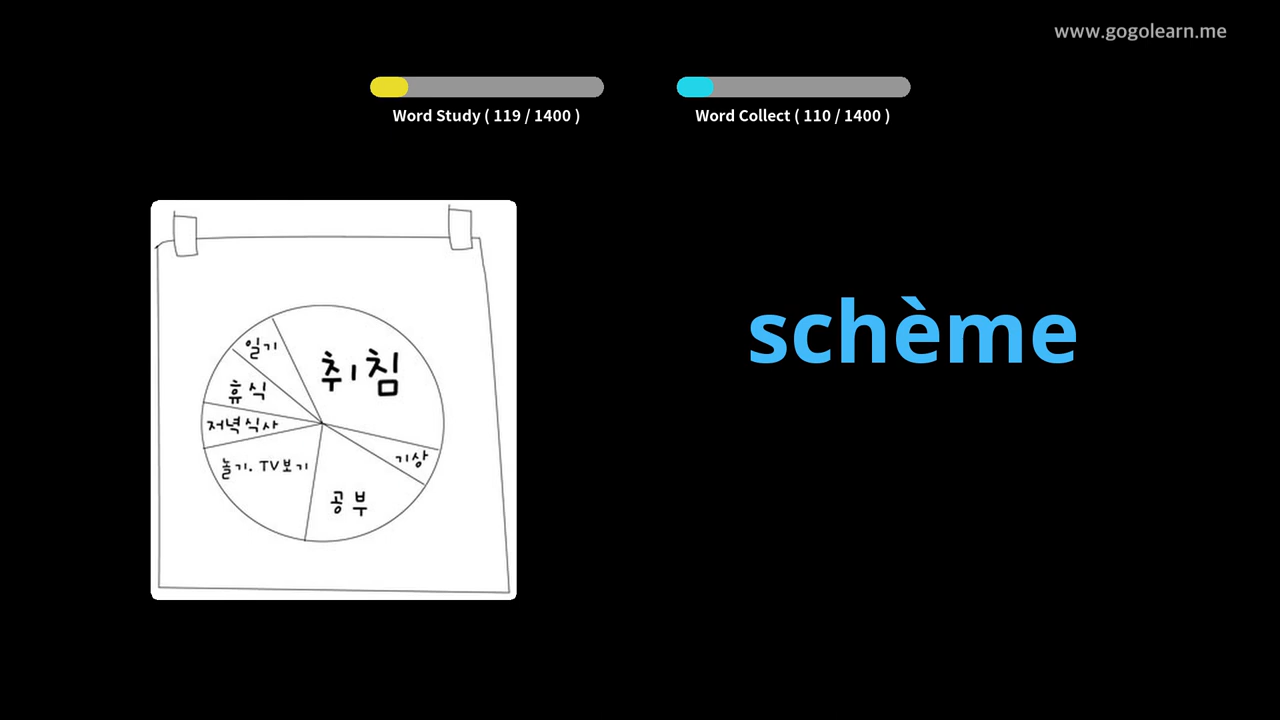 www.gogolearn.me
Word Study ( 119 / 1400 )
Word Collect ( 110 / 1400 )
일기
취침
휴식
저녁식사
놀기. TV보기
기상
공부
schème